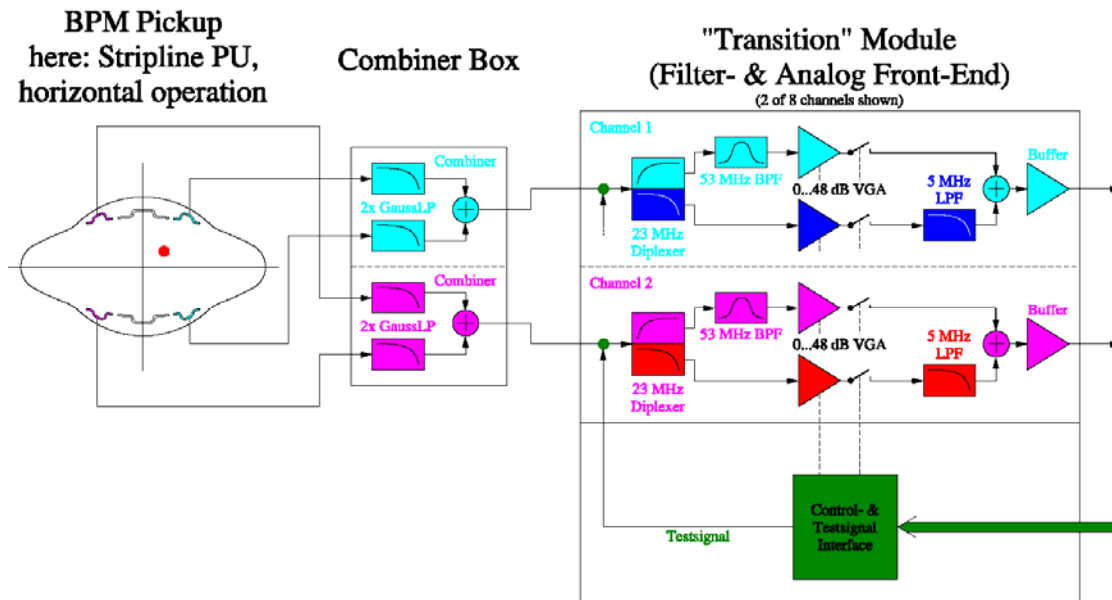 BPM Pickup
here: Stripline PU,
horizontal operation
Combiner Box
"Transition" Module
(Filter- & Analog Front-End)
(2 of 8 channels shown)
Combiner
2x GaussLP
Combiner
2x GaussLP
Channel 1
53 MHz BPF
0...48 dB VGA
23 MHz
Diplexer
5 MHz
LPF
Buffer
Channel 2
53 MHz BPF
0...48 dB VGA
23 MHz
Diplexer
5 MHz
LPF
Buffer
Testsignal
Control- &
Testsignal
Interface